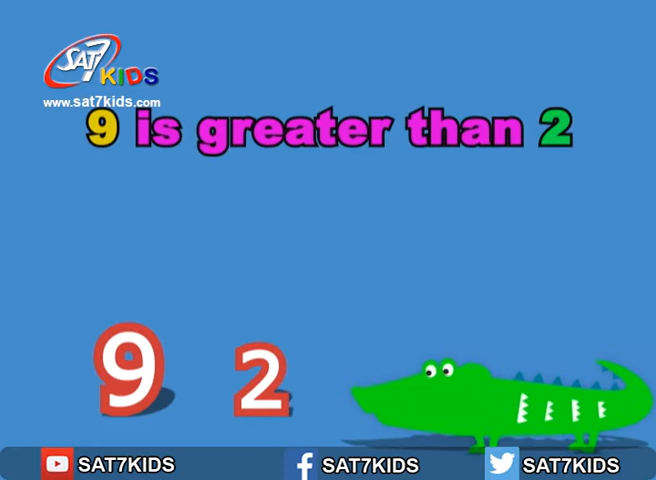 SAT7
KIDS
www.sat7kids.com
9 is greater than 2
9 2
SAT7KIDS SAT7KIDS SAT7KIDS